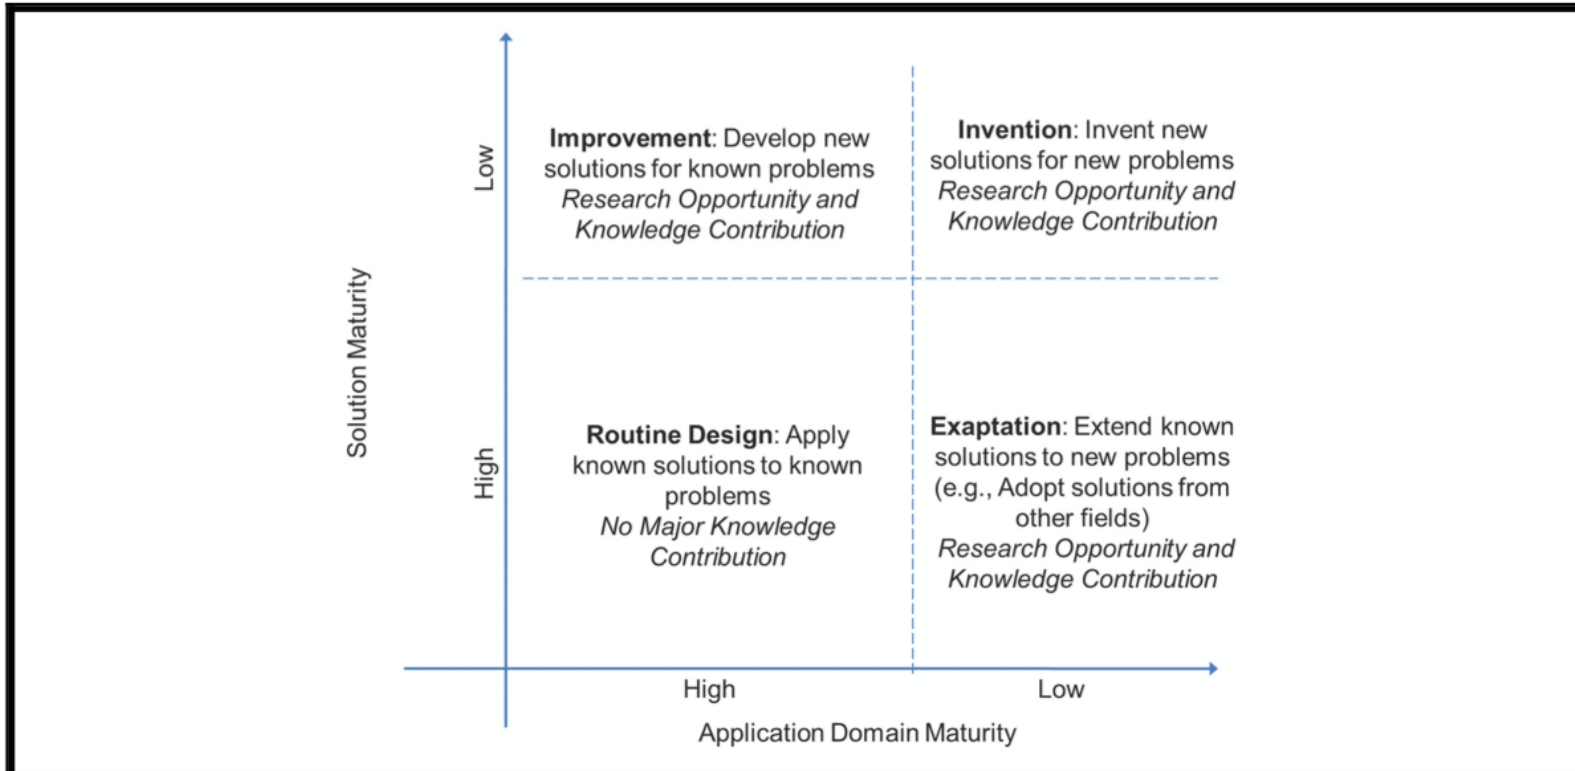 Improvement: Develop new
solutions for known problems
Research Opportunity and
Knowledge Contribution
Invention: Invent new
solutions for new problems
Research Opportunity and
Knowledge Contribution
Low
Solution Maturity
High
Routine Design: Apply
known solutions to known
problems
No Major Knowledge
Contribution
Exaptation: Extend known
solutions to new problems
(e.g., Adopt solutions from
other fields)
Research Opportunity and
Knowledge Contribution
High
Low
Application Domain Maturity